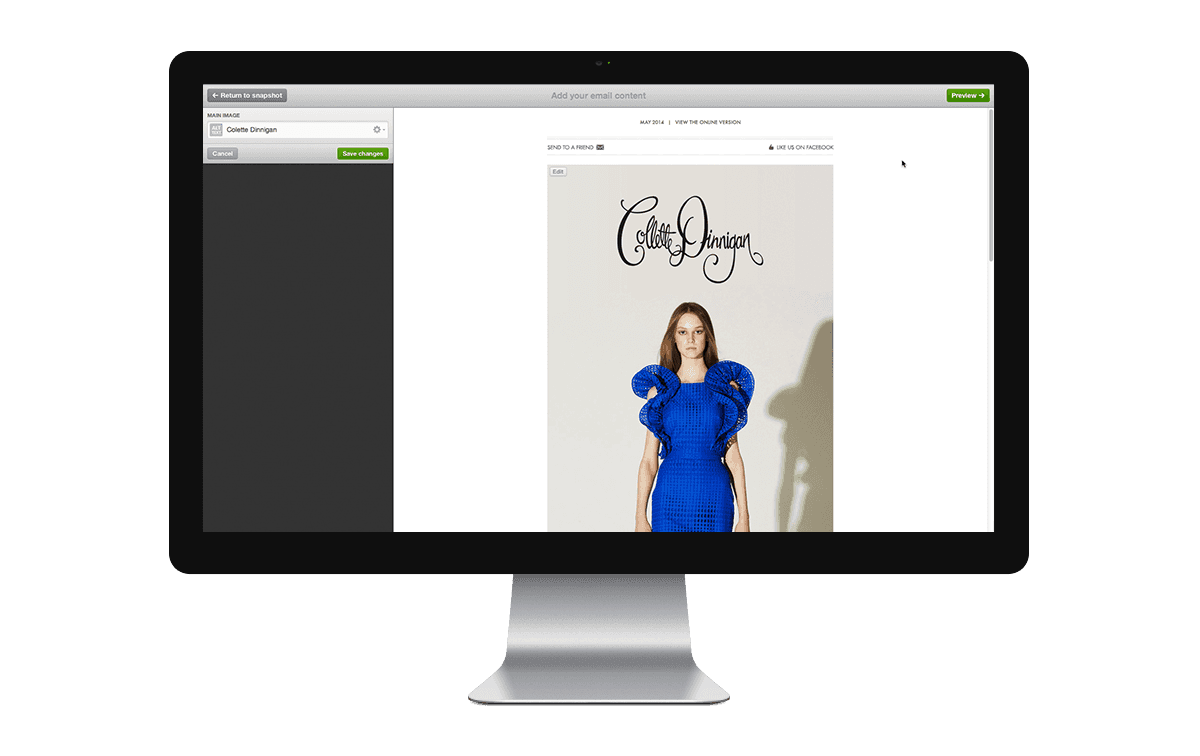 ← Return to snapshot
Add your email content
Preview →
MAIN IMAGE
ALT TEXT
Colette Dinnigan
Cancel
Save changes
MAY 2014 | VIEW THE ONLINE VERSION
SEND TO A FRIEND
LIKE US ON FACEBOOK
Edit
Collette Dinnigan